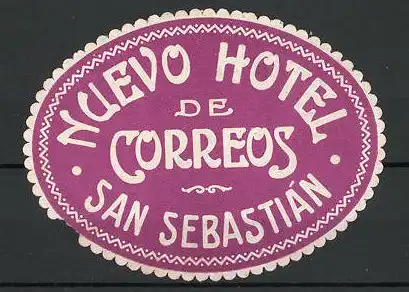 NUEVO HOTEL
DE
CORREOS
SAN SEBASTIÁN